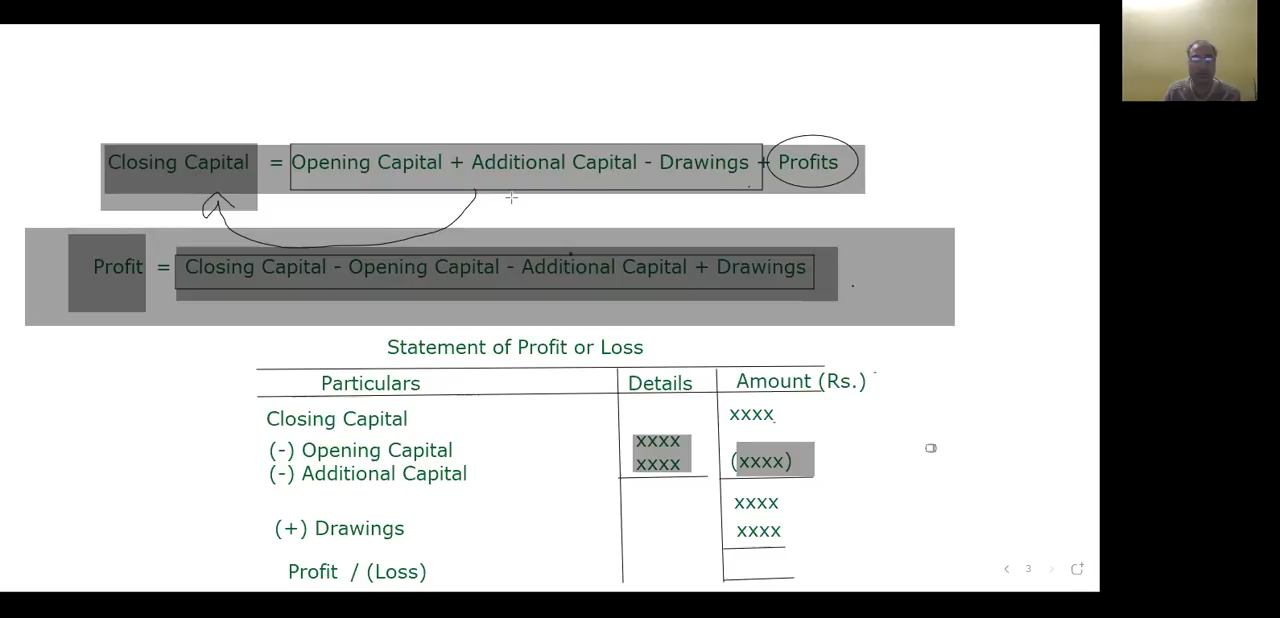 Closing Capital = Opening Capital + Additional Capital - Drawings + Profits
Profit = Closing Capital - Opening Capital - Additional Capital + Drawings
Statement of Profit or Loss
Particulars Details Amount (Rs.)
Closing Capital xxxx
(-) Opening Capital xxxx
(-) Additional Capital xxxx (xxxx)
xxxx
(+) Drawings xxxx
Profit / (Loss)
< 3 >